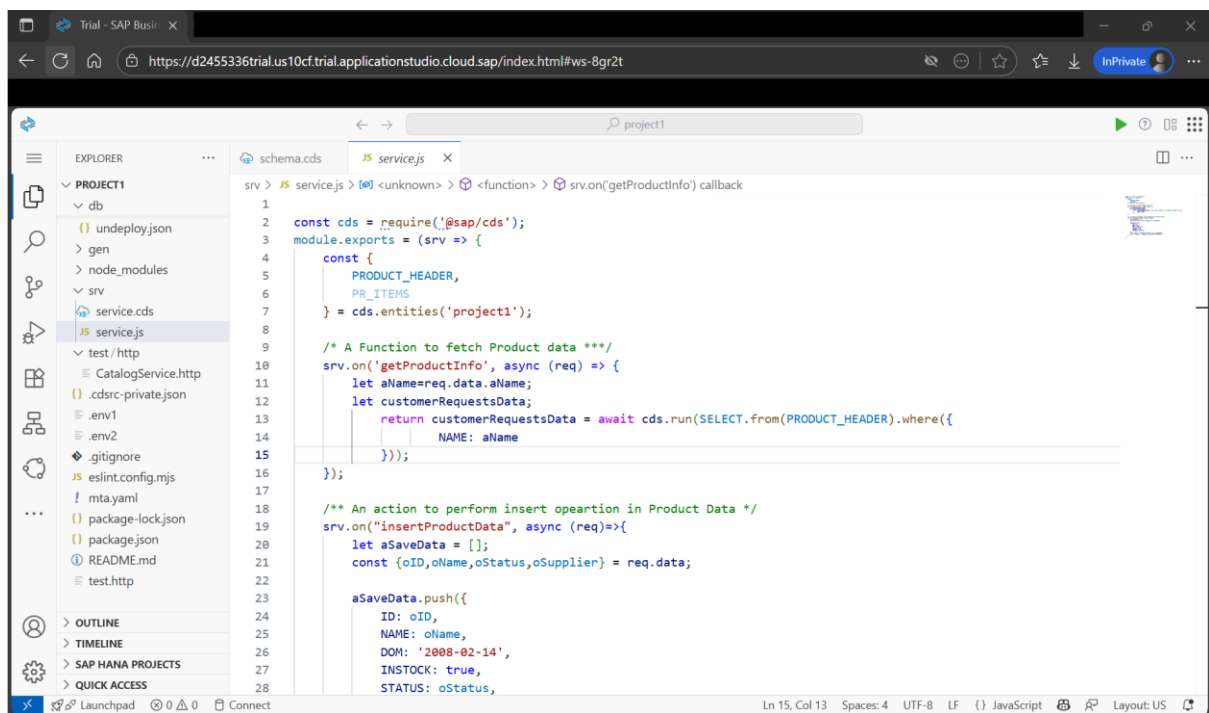 Trial - SAP Busin
https://d2455336trial.us10cf.trial.applicationstudio.cloud.sap/index.html#ws-8gr2t
InPrivate
project1
EXPLORER
PROJECT1
db
{} undeploy.json
gen
node_modules
srv
service.cds
JS service.js
test/http
CatalogService.http
{} .cdsrc-private.json
.env1
.env2
.gitignore
JS eslint.config.mjs
! mta.yaml
{} package-lock.json
{} package.json
README.md
test.http
OUTLINE
TIMELINE
SAP HANA PROJECTS
QUICK ACCESS
schema.cds
JS service.js
srv > JS service.js > <unknown> > <function> > srv.on('getProductInfo') callback
1
2 const cds = require('@sap/cds');
3 module.exports = (srv => {
4 const {
5 PRODUCT_HEADER,
6 PR_ITEMS
7 } = cds.entities('project1');
8
9 /* A Function to fetch Product data ***/
10 srv.on('getProductInfo', async (req) => {
11 let aName=req.data.aName;
12 let customerRequestsData;
13 return customerRequestsData = await cds.run(SELECT.from(PRODUCT_HEADER).where({
14 NAME: aName
15 }));
16 });
17
18 /** An action to perform insert opeartion in Product Data */
19 srv.on("insertProductData", async (req)=>{
20 let aSaveData = [];
21 const {oID,oName,oStatus,oSupplier} = req.data;
22
23 aSaveData.push({
24 ID: oID,
25 NAME: oName,
26 DOM: '2008-02-14',
27 INSTOCK: true,
28 STATUS: oStatus,
Launchpad 0 0 Connect
Ln 15, Col 13 Spaces: 4 UTF-8 LF {} JavaScript Layout: US